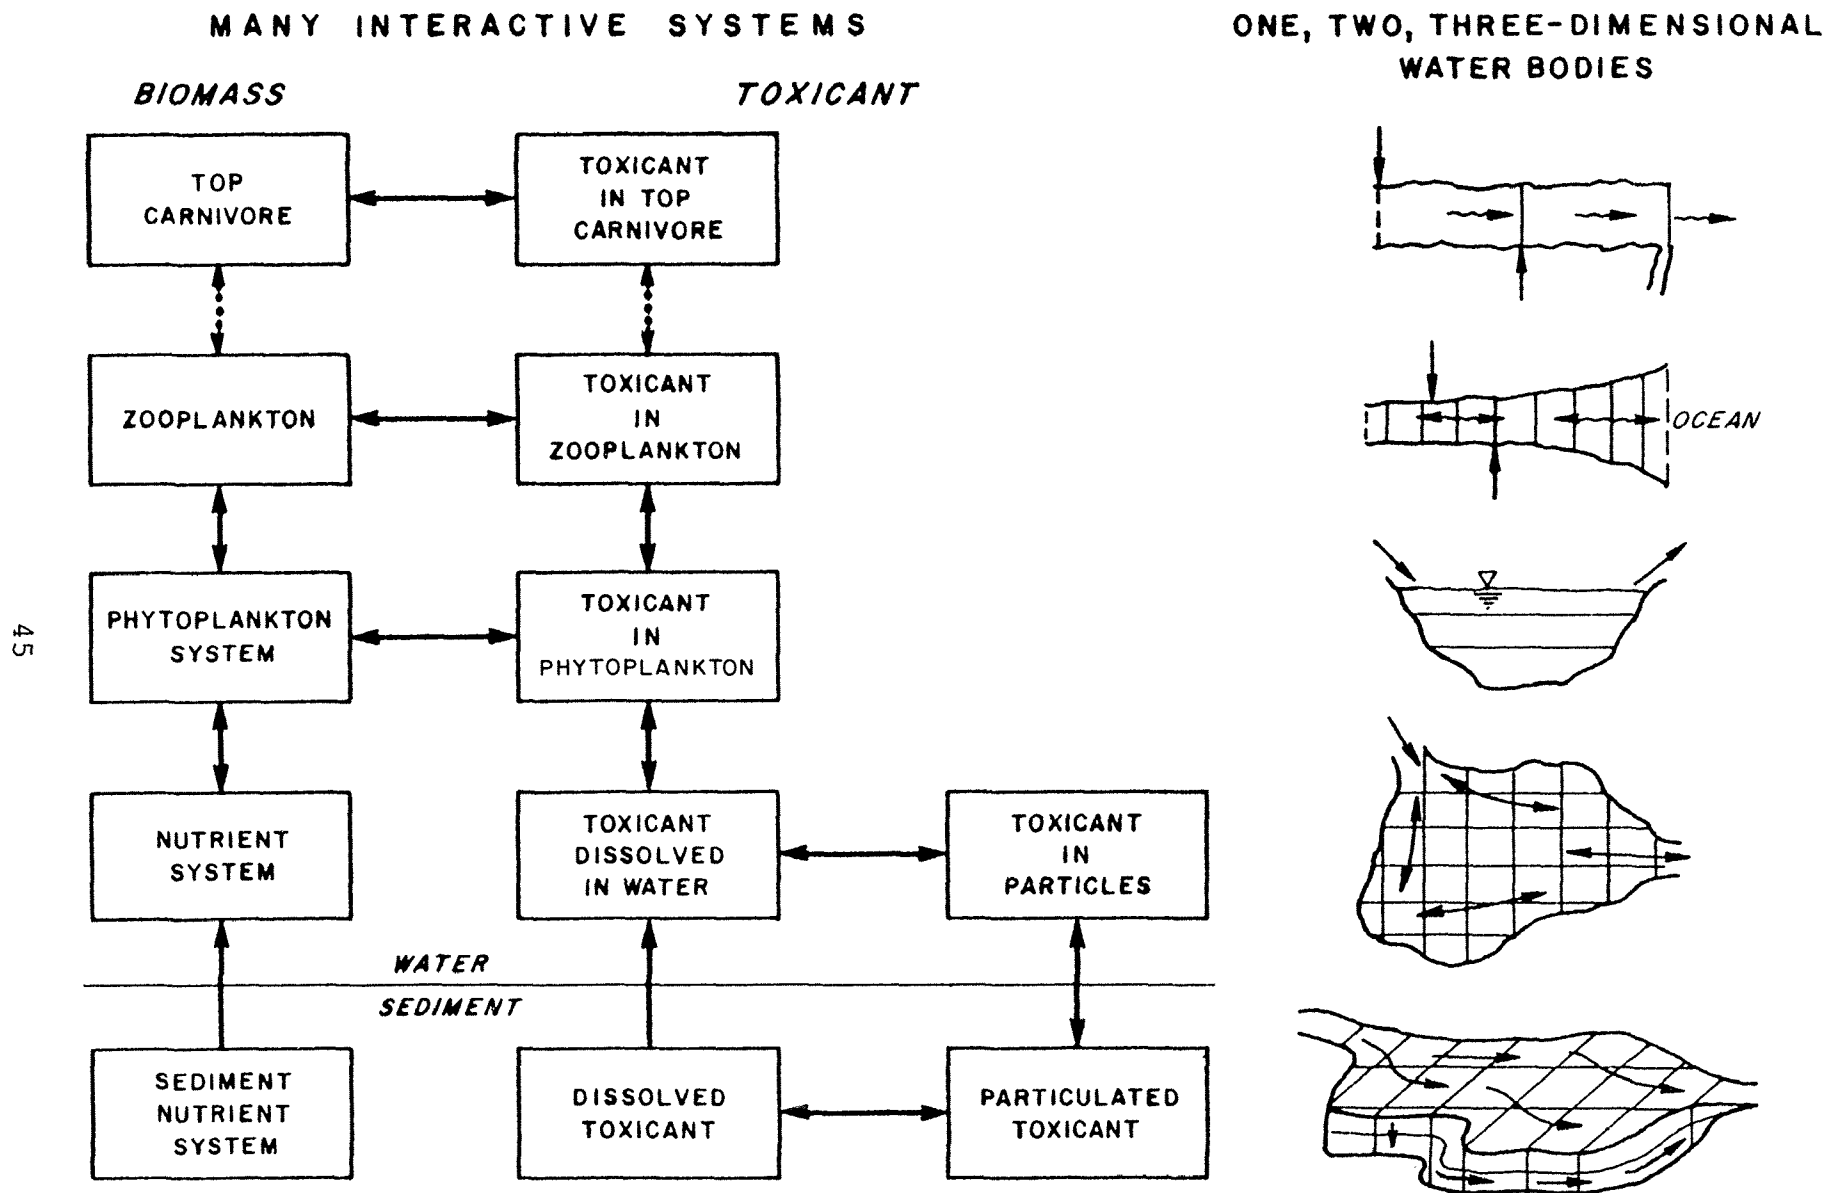 MANY INTERACTIVE SYSTEMS
ONE, TWO, THREE-DIMENSIONAL
WATER BODIES
BIOMASS
TOXICANT
TOP
CARNIVORE
TOXICANT
IN TOP
CARNIVORE
ZOOPLANKTON
TOXICANT
IN
ZOOPLANKTON
OCEAN
PHYTOPLANKTON
SYSTEM
TOXICANT
IN
PHYTOPLANKTON
45
NUTRIENT
SYSTEM
TOXICANT
DISSOLVED
IN WATER
TOXICANT
IN
PARTICLES
WATER
SEDIMENT
SEDIMENT
NUTRIENT
SYSTEM
DISSOLVED
TOXICANT
PARTICULATED
TOXICANT